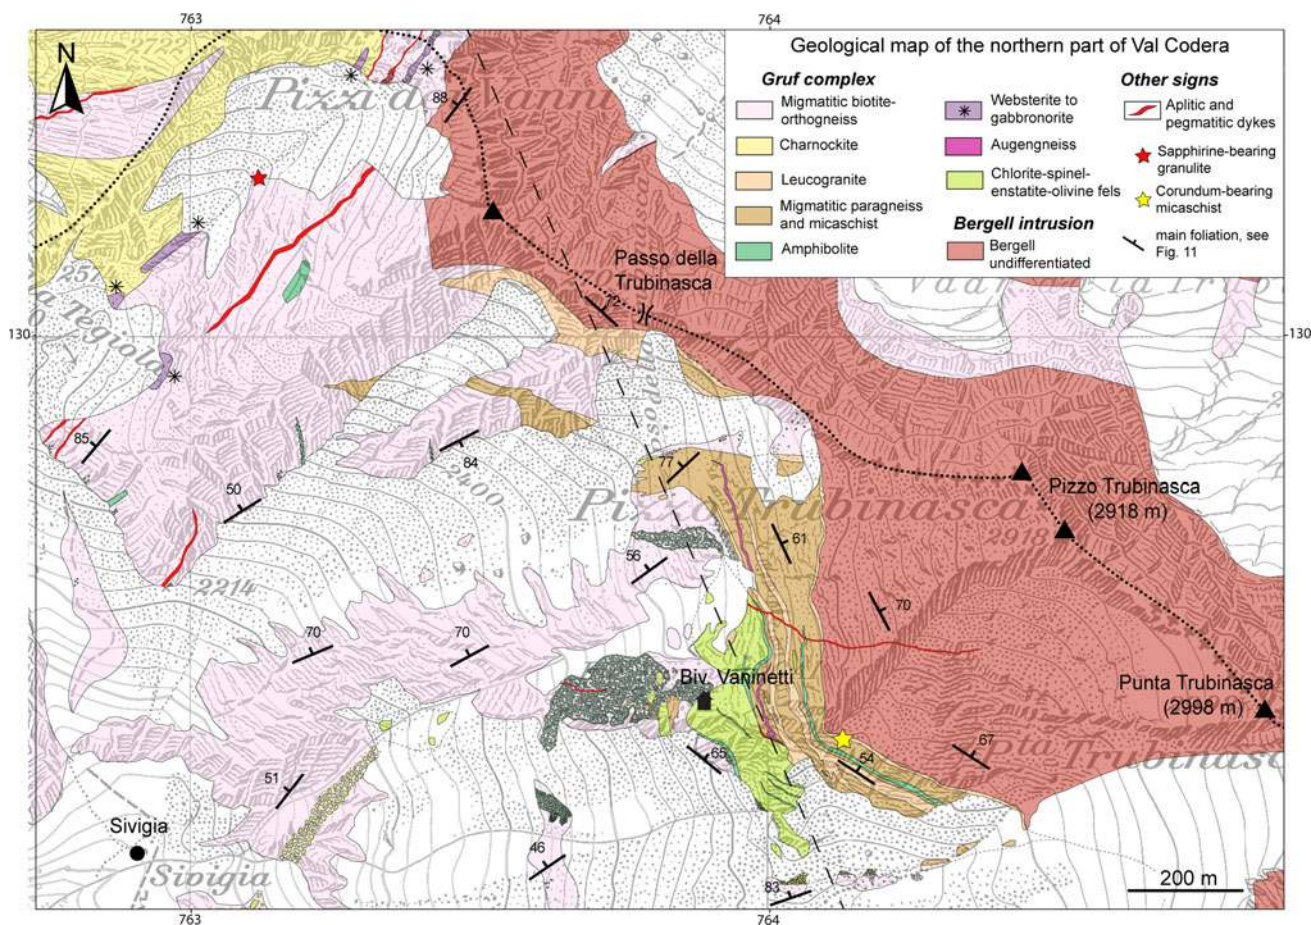 763
764
Geological map of the northern part of Val Codera
Gruf complex
Migmatitic biotite-
orthogneiss
Charnockite
Leucogranite
Migmatitic paragneiss
and micaschist
Amphibolite
Websterite to
gabbronorite
Augengneiss
Chlorite-spinel-
enstatite-olivine fels
Bergell intrusion
Bergell
undifferentiated
Other signs
Aplitic and
pegmatitic dykes
Sapphirine-bearing
granulite
Corundum-bearing
micaschist
main foliation, see
Fig. 11
N
88
Passo della
Trubinasca
72
130
130
85
84
2400
50
77
Pizzo Trubinasca
Pizzo Trubinasca
(2918 m)
2918
61
56
2214
70
70
70
Biv. Vaninetti
Punta Trubinasca
(2998 m)
65
54
67
Pta Trubinasc
51
Sivigia
Sivigia
46
83
200 m
763
764